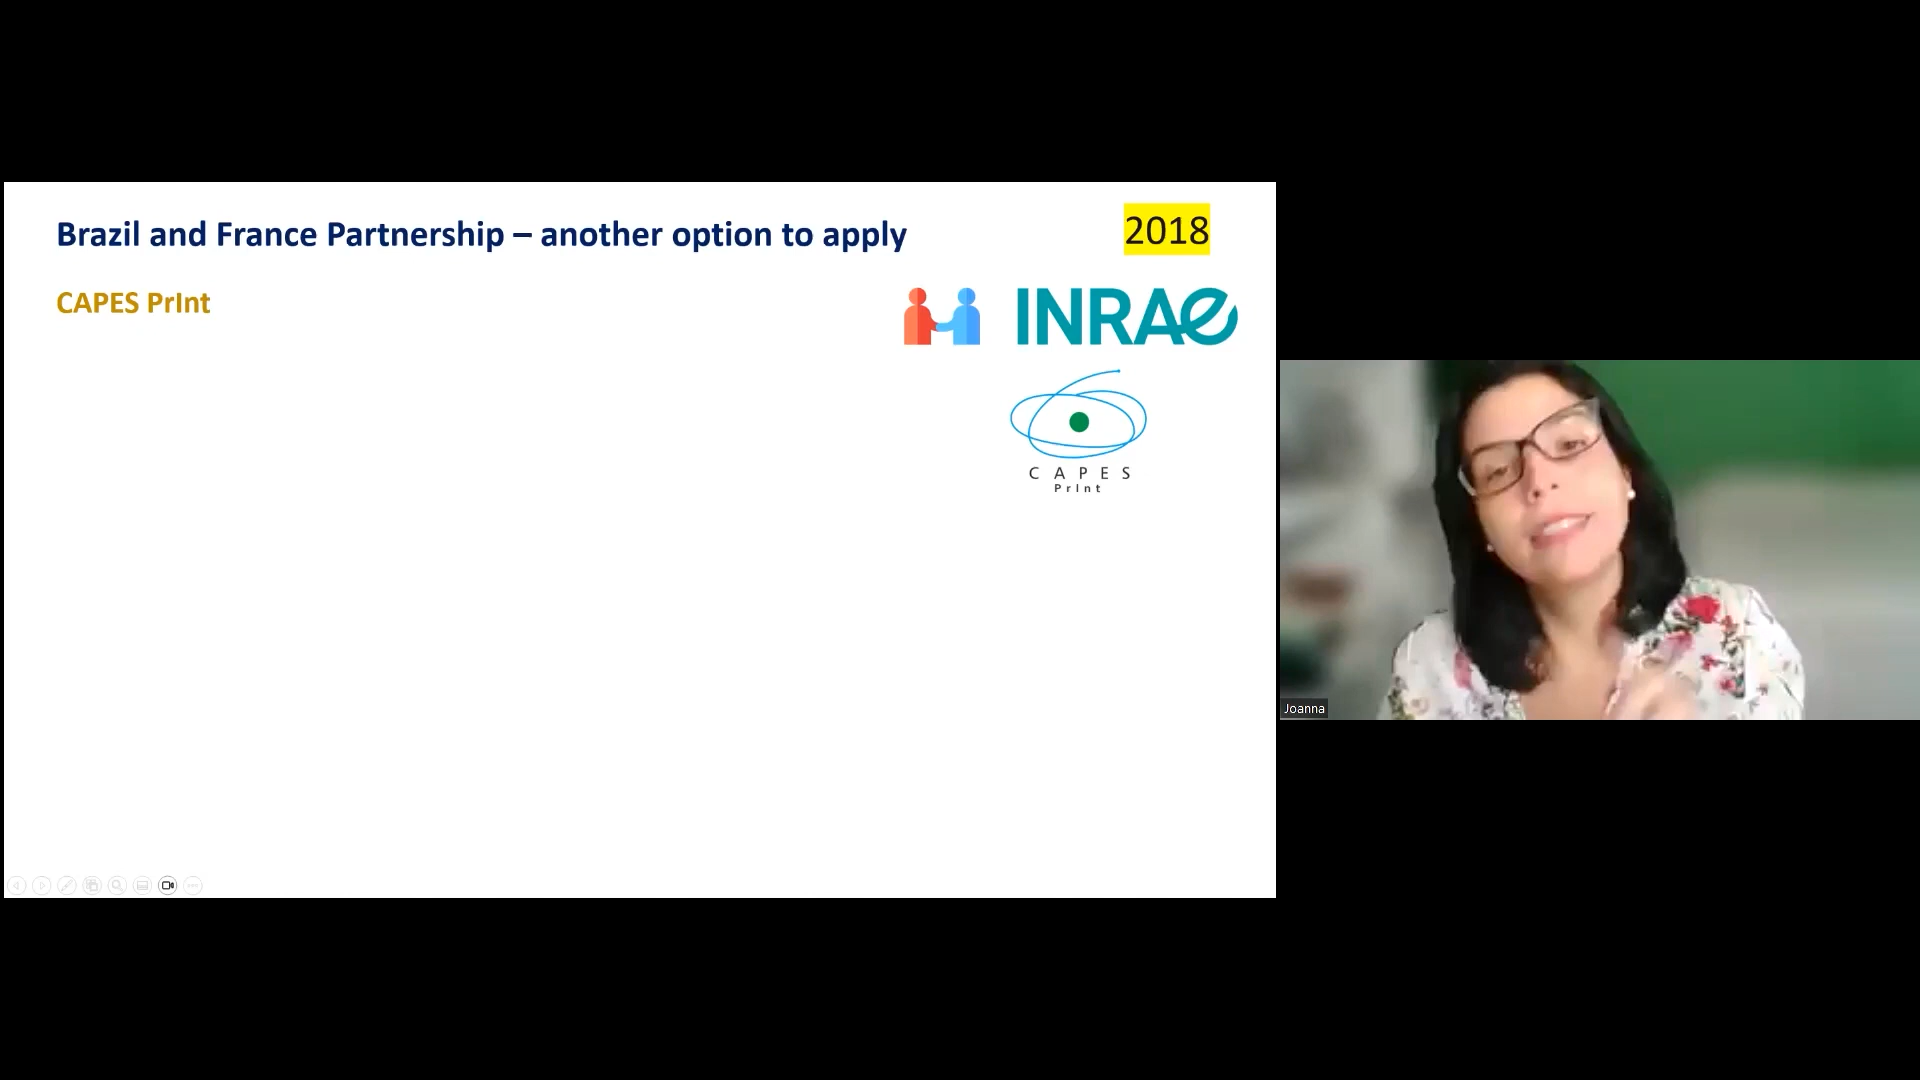 Brazil and France Partnership – another option to apply
2018
CAPES PrInt
INRAE
CAPES
PrInt
Joanna